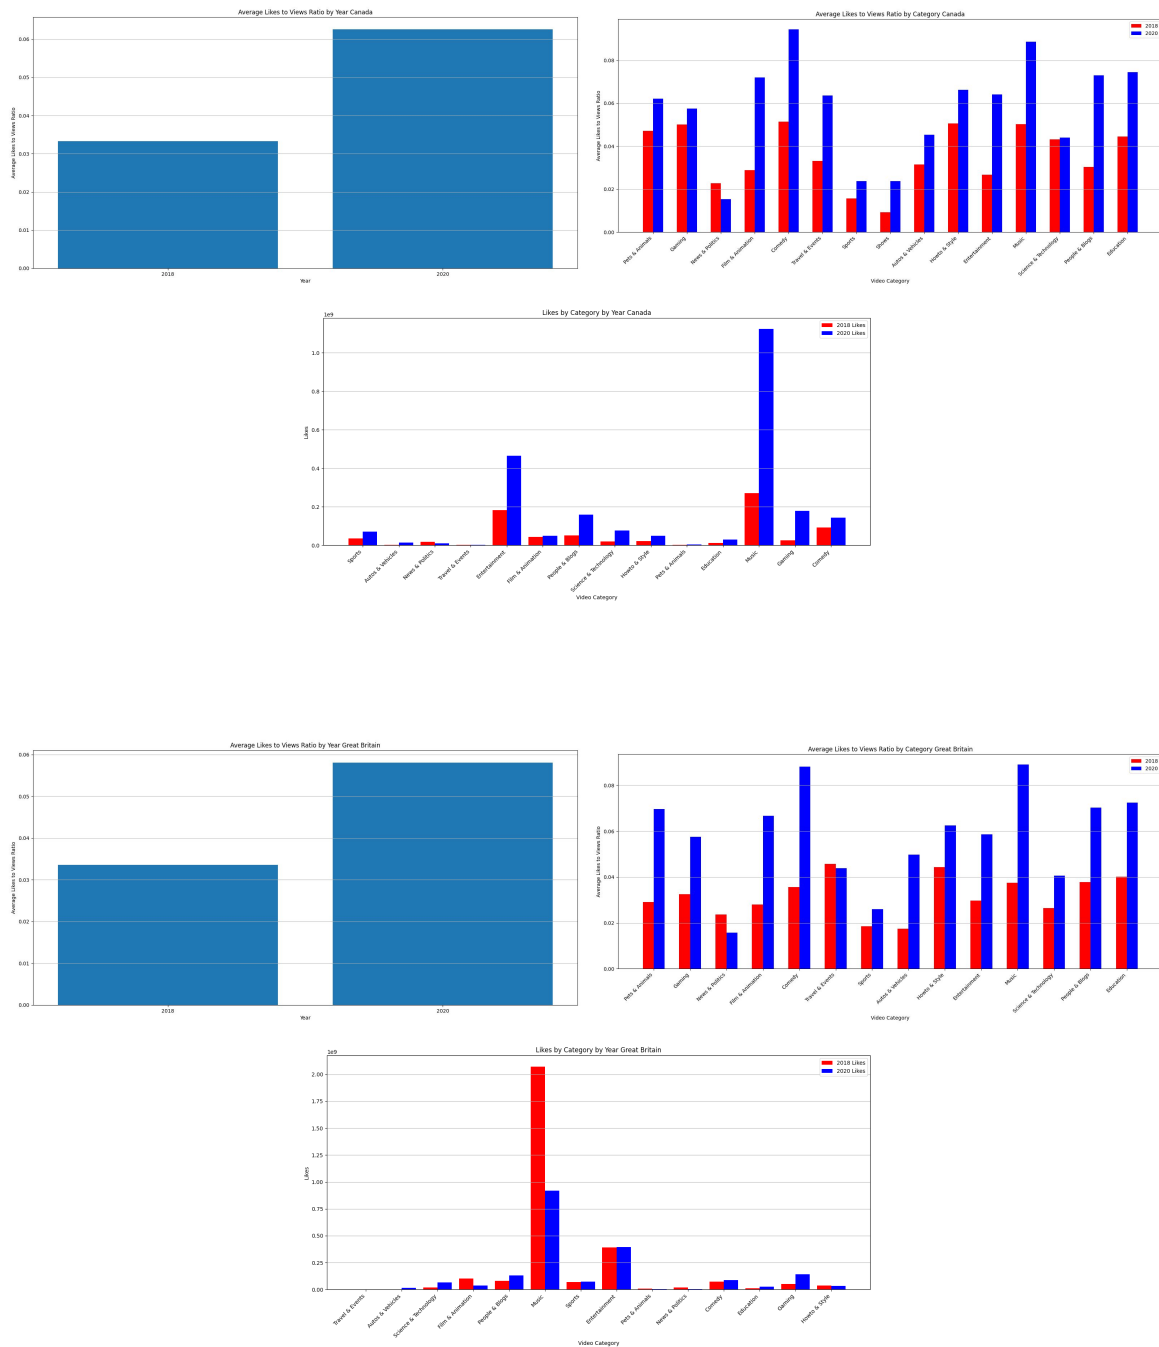 Average Likes to Views Ratio by Year Canada
Average Likes to Views Ratio
0.06
0.05
0.04
0.03
0.02
0.01
0.00
2018
2020
Year
Average Likes to Views Ratio by Category Canada
2018
2020
Average Likes to Views Ratio
0.08
0.06
0.04
0.02
0.00
Pets & Animals
Gaming
News & Politics
Film & Animation
Comedy
Travel & Events
Sports
Shows
Autos & Vehicles
Howto & Style
Entertainment
Music
Science & Technology
People & Blogs
Education
Video Category
Likes by Category by Year Canada
1e9
2018 Likes
2020 Likes
Likes
1.0
0.8
0.6
0.4
0.2
0.0
Sports
Autos & Vehicles
News & Politics
Travel & Events
Entertainment
Film & Animation
People & Blogs
Science & Technology
Howto & Style
Pets & Animals
Education
Music
Gaming
Comedy
Video Category
Average Likes to Views Ratio by Year Great Britain
Average Likes to Views Ratio
0.06
0.05
0.04
0.03
0.02
0.01
0.00
2018
2020
Year
Average Likes to Views Ratio by Category Great Britain
2018
2020
Average Likes to Views Ratio
0.08
0.06
0.04
0.02
0.00
Pets & Animals
Gaming
News & Politics
Film & Animation
Comedy
Travel & Events
Sports
Autos & Vehicles
Howto & Style
Entertainment
Music
Science & Technology
People & Blogs
Education
Video Category
Likes by Category by Year Great Britain
1e9
2018 Likes
2020 Likes
Likes
2.00
1.75
1.50
1.25
1.00
0.75
0.50
0.25
0.00
Travel & Events
Autos & Vehicles
Science & Technology
Film & Animation
People & Blogs
Music
Sports
Entertainment
Pets & Animals
News & Politics
Comedy
Education
Gaming
Howto & Style
Video Category